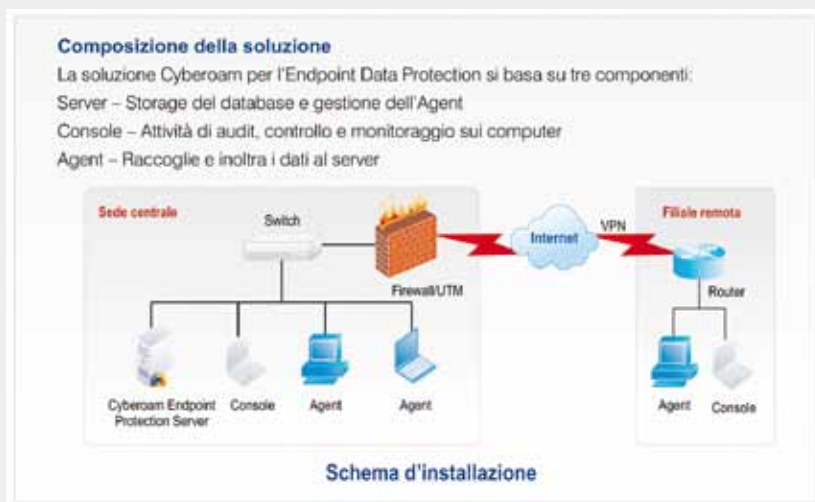 Composizione della soluzione
La soluzione Cyberoam per l'Endpoint Data Protection si basa su tre componenti:
Server – Storage del database e gestione dell'Agent
Console – Attività di audit, controllo e monitoraggio sui computer
Agent – Raccoglie e inoltra i dati al server
Sede centrale
Switch
Firewall/UTM
Internet
VPN
Filiale remota
Router
Cyberoam Endpoint
Protection Server
Console
Agent
Agent
Agent
Console
Schema d'installazione